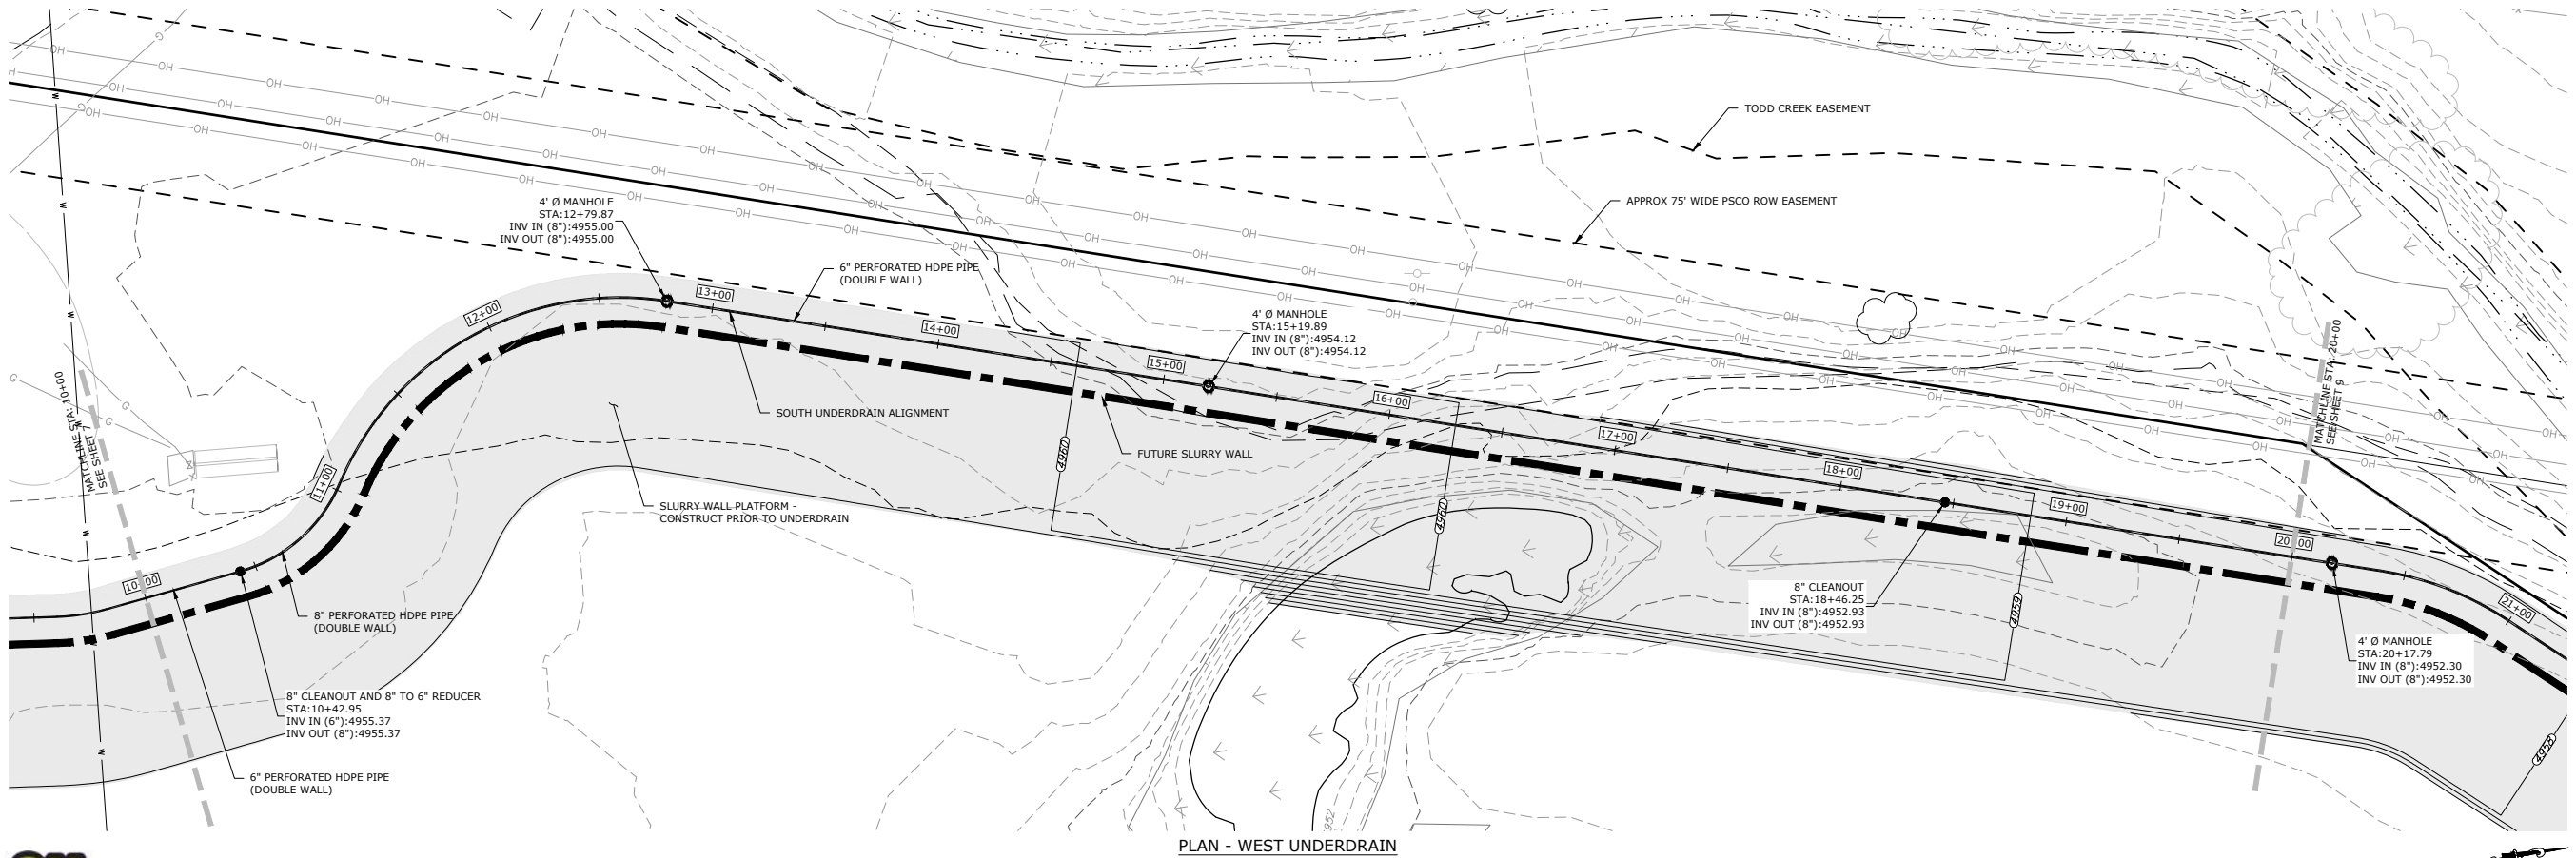 TODD CREEK EASEMENT
APPROX 75' WIDE PSCO ROW EASEMENT
4' Ø MANHOLE
STA:12+79.87
INV IN (8"):4955.00
INV OUT (8"):4955.00
6" PERFORATED HDPE PIPE
(DOUBLE WALL)
4' Ø MANHOLE
STA:15+19.89
INV IN (8"):4954.12
INV OUT (8"):4954.12
SOUTH UNDERDRAIN ALIGNMENT
FUTURE SLURRY WALL
SLURRY WALL PLATFORM -
CONSTRUCT PRIOR TO UNDERDRAIN
MATCHLINE STA: 10+00
SEE SHEET 7
MATCHLINE STA: 20+00
SEE SHEET 9
10+00
11+00
12+00
13+00
14+00
15+00
16+00
17+00
18+00
19+00
20+00
21+00
4960
4960
4959
4958
8" PERFORATED HDPE PIPE
(DOUBLE WALL)
8" CLEANOUT
STA:18+46.25
INV IN (8"):4952.93
INV OUT (8"):4952.93
4' Ø MANHOLE
STA:20+17.79
INV IN (8"):4952.30
INV OUT (8"):4952.30
8" CLEANOUT AND 8" TO 6" REDUCER
STA:10+42.95
INV IN (6"):4955.37
INV OUT (8"):4955.37
6" PERFORATED HDPE PIPE
(DOUBLE WALL)
PLAN - WEST UNDERDRAIN